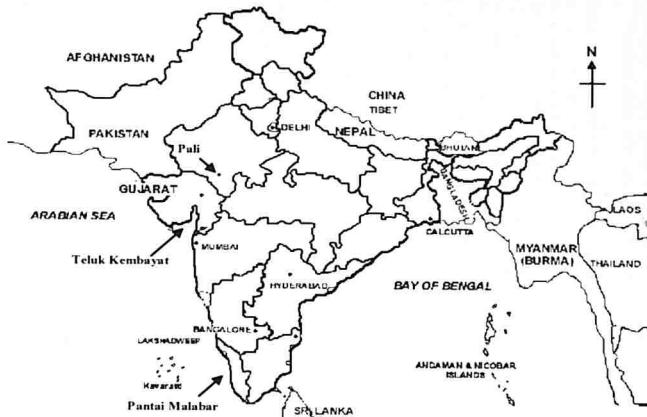 AFGHANISTAN
N
CHINA
TIBET
PAKISTAN
DELHI
NEPAL
BHUTAN
Pali
GUJARAT
BANGLADESH
ARABIAN SEA
LAOS
CALCUTTA
MUMBAI
MYANMAR
(BURMA)
THAILAND
Teluk Kembayat
HYDERABAD
BAY OF BENGAL
BANGALORE
LAKSHADWEEP
Kavaratti
ANDAMAN & NICOBAR
ISLANDS
Pantai Malabar
SRI LANKA